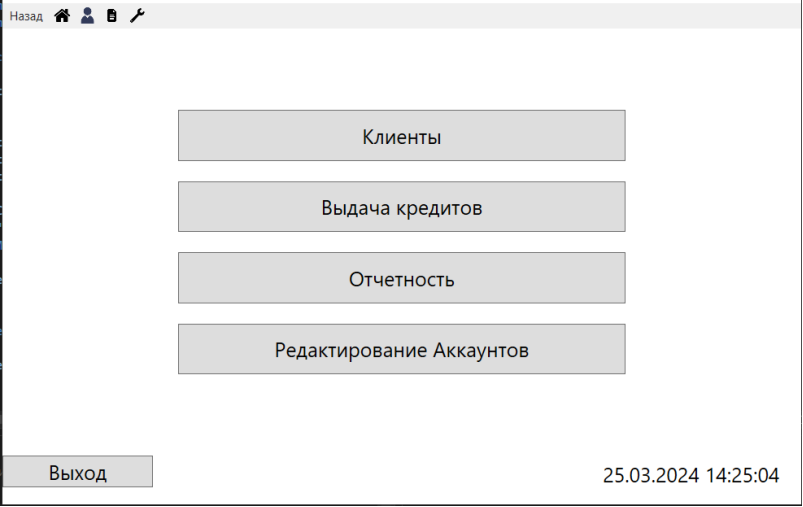 Назад
Клиенты
Выдача кредитов
Отчетность
Редактирование Аккаунтов
Выход
25.03.2024 14:25:04